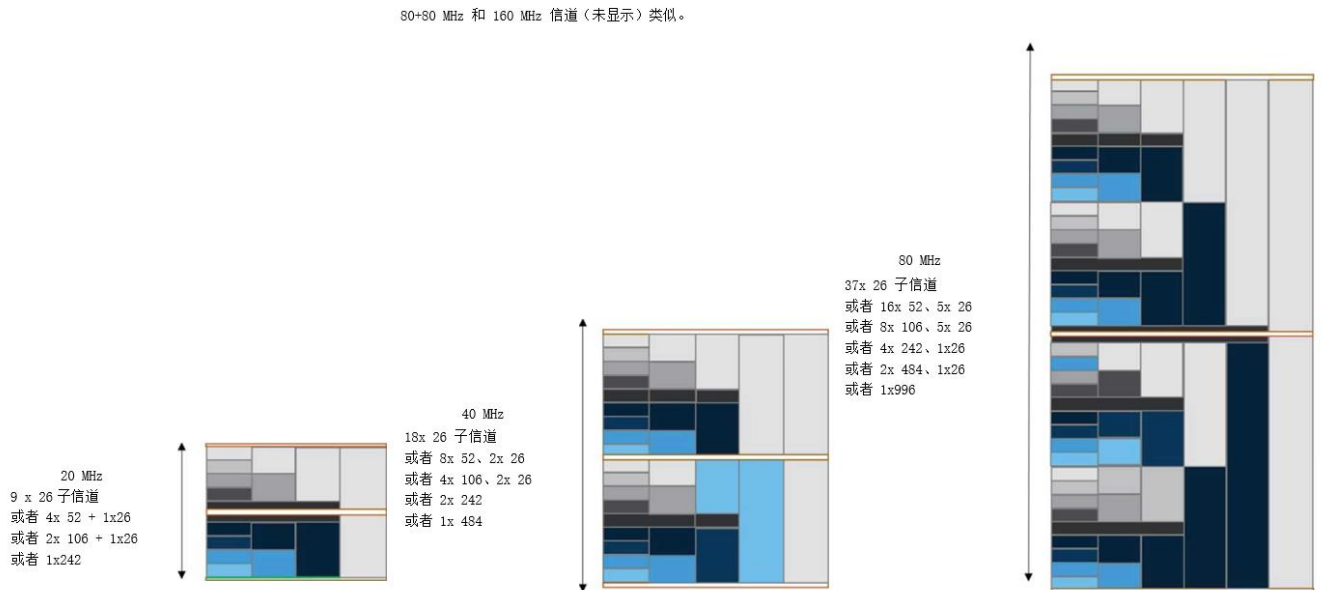 80+80 MHz 和 160 MHz 信道（未显示）类似。
20 MHz
9 x 26 子信道
或者 4x 52 + 1x26
或者 2x 106 + 1x26
或者 1x242
40 MHz
18x 26 子信道
或者 8x 52、2x 26
或者 4x 106、2x 26
或者 2x 242
或者 1x 484
80 MHz
37x 26 子信道
或者 16x 52、5x 26
或者 8x 106、5x 26
或者 4x 242、1x26
或者 2x 484、1x26
或者 1x996